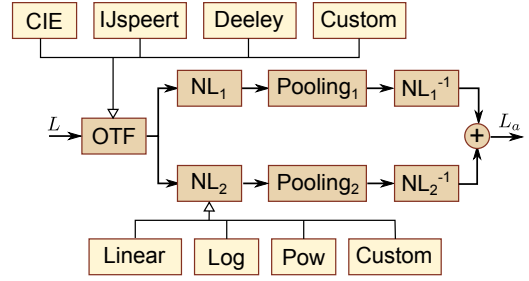 CIE IJspeert Deeley Custom
NL₁ Pooling₁ NL₁⁻¹
L OTF + Lₐ
NL₂ Pooling₂ NL₂⁻¹
Linear Log Pow Custom